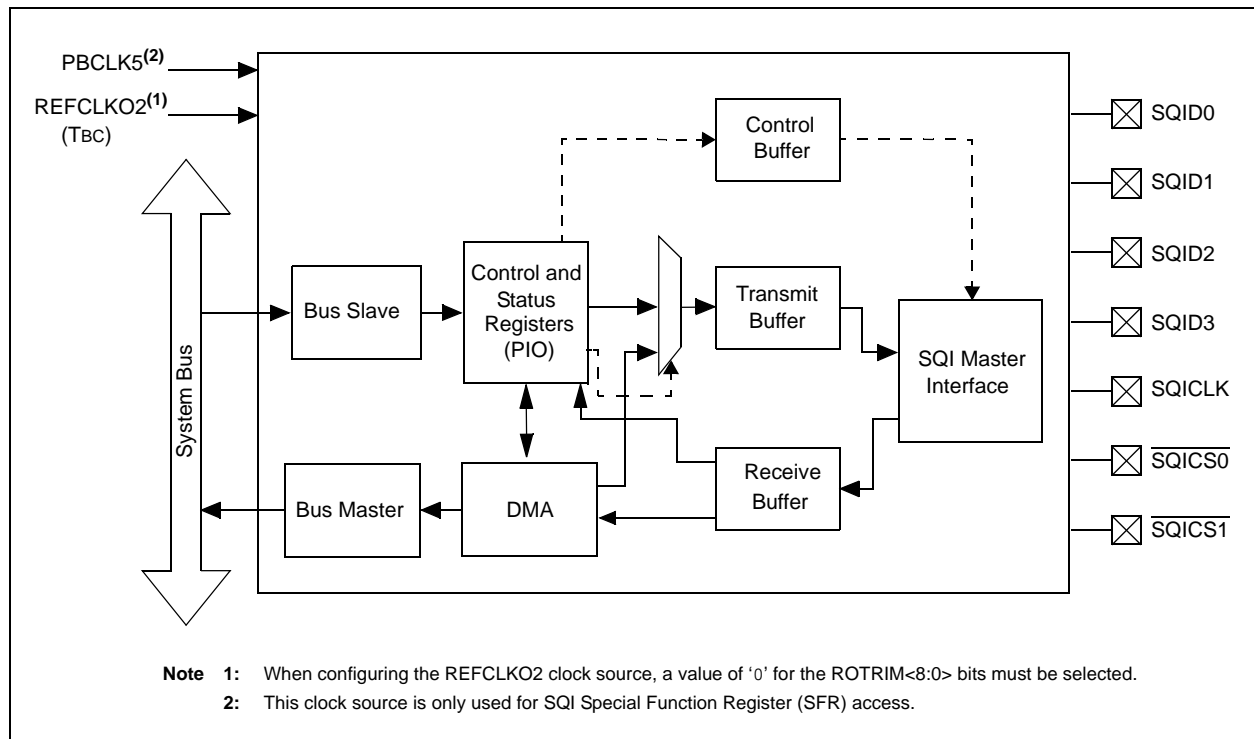 PBCLK5(2)
REFCLKO2(1)
(TBC)
System Bus
Bus Slave
Control and
Status
Registers
(PIO)
Control
Buffer
Transmit
Buffer
SQI Master
Interface
Bus Master
DMA
Receive
Buffer
SQID0
SQID1
SQID2
SQID3
SQICLK
SQICS0
SQICS1
Note 1: When configuring the REFCLKO2 clock source, a value of ‘0’ for the ROTRIM<8:0> bits must be selected.
2: This clock source is only used for SQI Special Function Register (SFR) access.